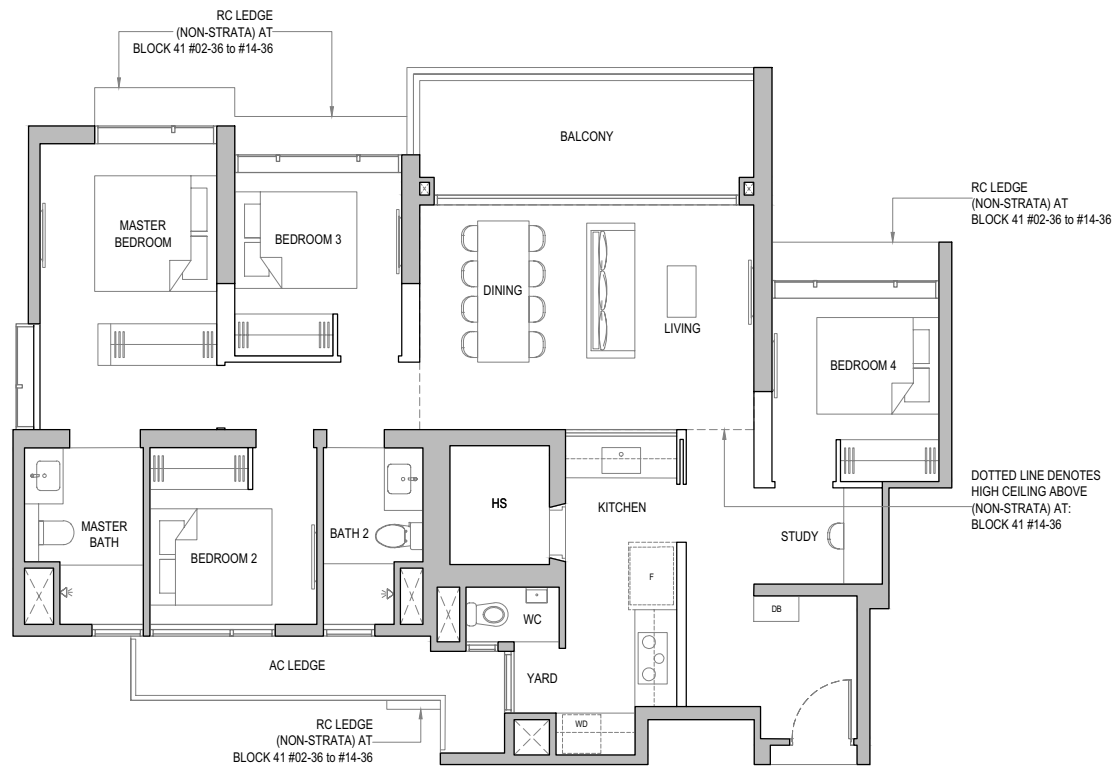 RC LEDGE
(NON-STRATA) AT
BLOCK 41 #02-36 to #14-36
BALCONY
RC LEDGE
(NON-STRATA) AT
BLOCK 41 #02-36 to #14-36
MASTER
BEDROOM
BEDROOM 3
DINING
LIVING
BEDROOM 4
DOTTED LINE DENOTES
HIGH CEILING ABOVE
(NON-STRATA) AT:
BLOCK 41 #14-36
HS
KITCHEN
MASTER
BATH
BEDROOM 2
BATH 2
STUDY
F
DB
WC
AC LEDGE
YARD
WD
RC LEDGE
(NON-STRATA) AT
BLOCK 41 #02-36 to #14-36